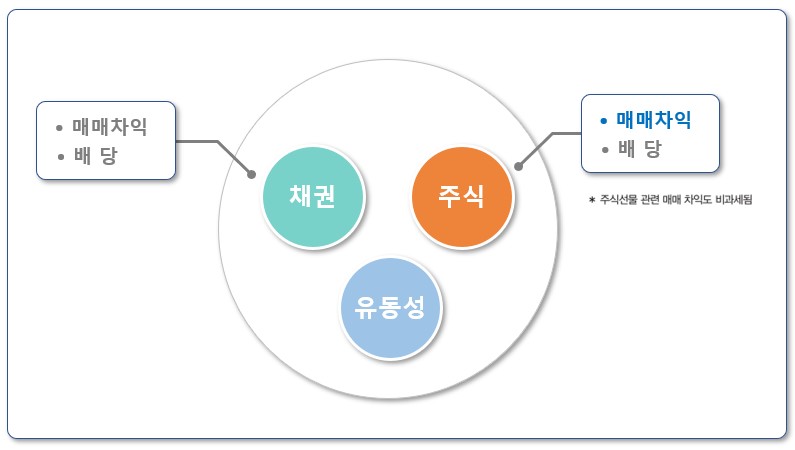 • 매매차익
• 배 당
채권
주식
유동성
• 매매차익
• 배 당
* 주식선물 관련 매매 차익도 비과세됨